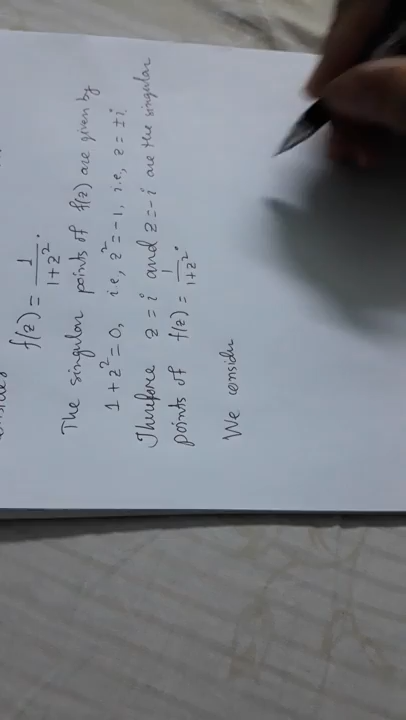 f(z) = 1/(1+z²).
The singular points of f(z) are given by
1+z² = 0, i.e, z² = -1, i.e, z = ±i.
Therefore z = i and z = -i are the singular
points of f(z) = 1/(1+z²).
We consider